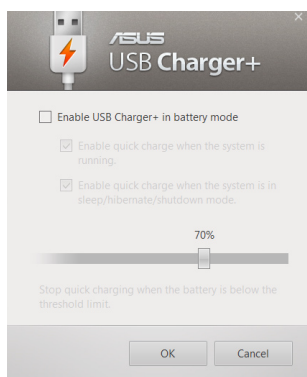 ASUS
USB Charger+
Enable USB Charger+ in battery mode
Enable quick charge when the system is
running.
Enable quick charge when the system is in
sleep/hibernate/shutdown mode.
70%
Stop quick charging when the battery is below the
threshold limit.
OK
Cancel